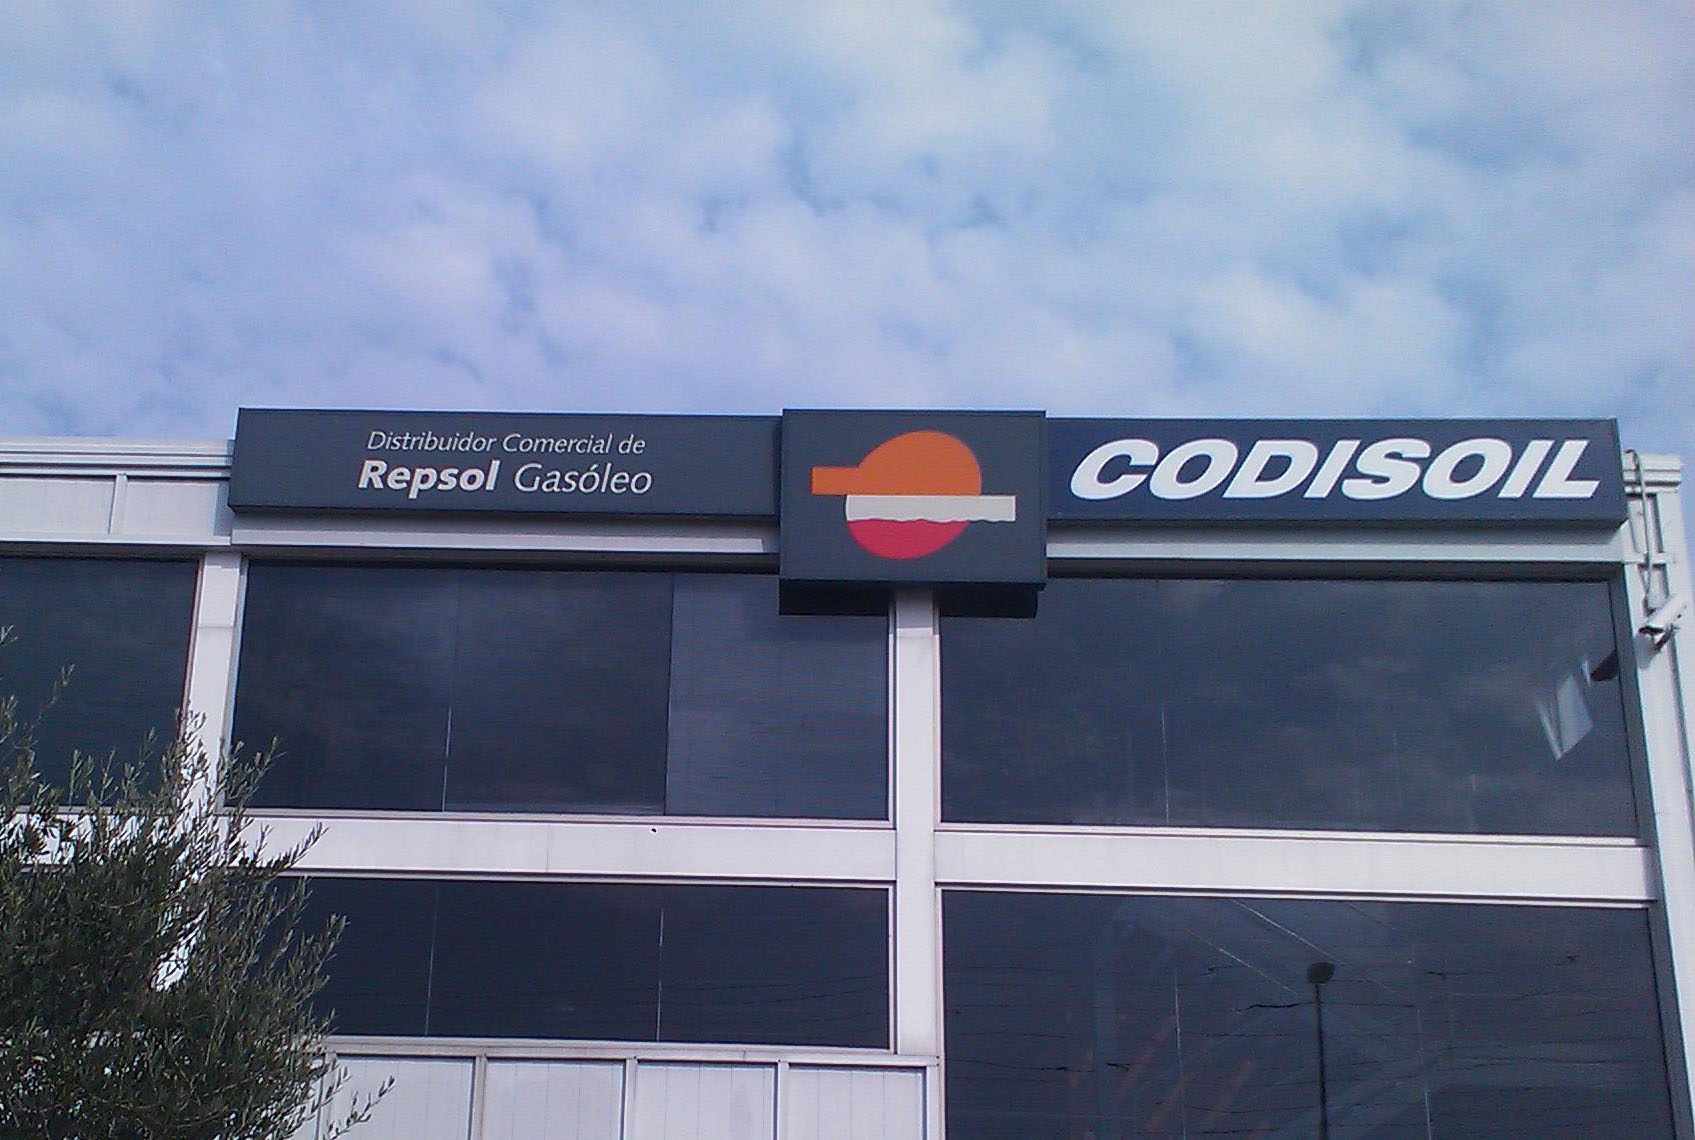 Distribuidor Comercial de
Repsol Gasóleo
CODISOIL